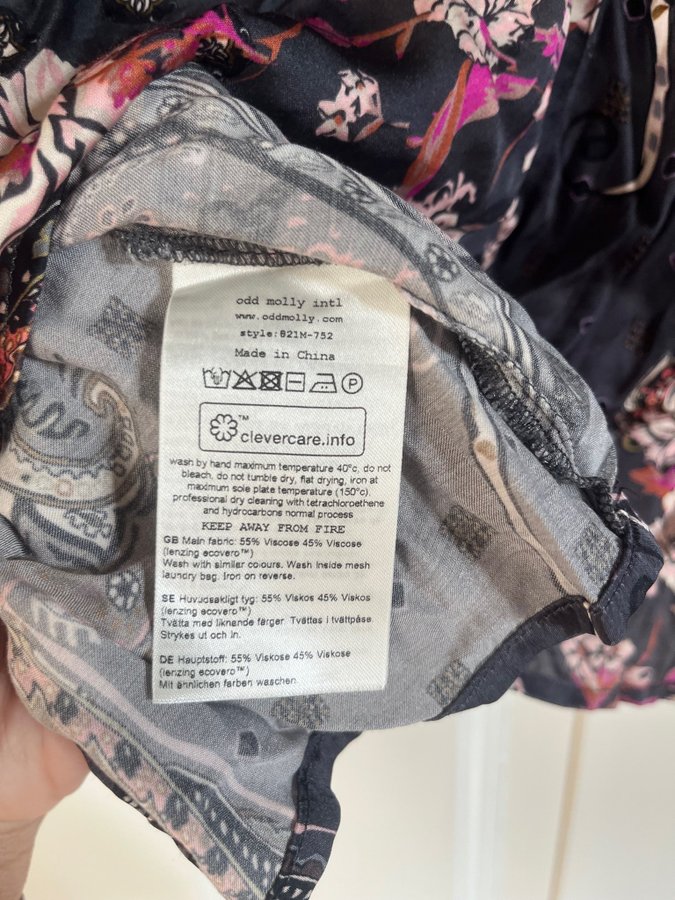 odd molly intl
www.oddmolly.com
style:821M-752
Made in China
P
™
clevercare.info
wash by hand maximum temperature 40°c, do not
bleach, do not tumble dry, flat drying, iron at
maximum sole plate temperature (150°c).
professional dry cleaning with tetrachloroethene
and hydrocarbons normal process
KEEP AWAY FROM FIRE
GB Main fabric: 55% Viscose 45% Viscose
(lenzing ecovero™)
Wash with similar colours. Wash inside mesh
laundry bag. Iron on reverse.
SE Huvudsakligt tyg: 55% Viskos 45% Viskos
(lenzing ecovero™)
Tvätta med liknande färger. Tvättas i tvättpåse.
Strykes ut och in.
DE Hauptstoff: 55% Viskose 45% Viskose
(lenzing ecovero™)
Mit ähnlichen farben waschen.